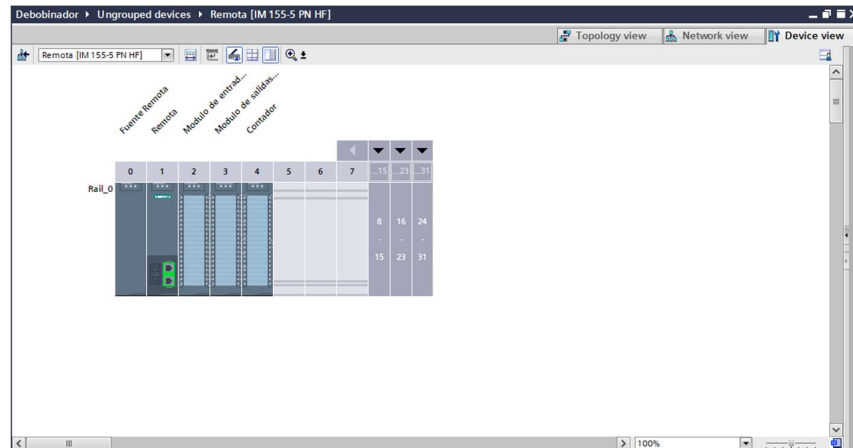 Debobinador ▸ Ungrouped devices ▸ Remota [IM 155-5 PN HF]
Topology view Network view Device view
Remota [IM 155-5 PN HF]
Fuente Remota
Remota
Modulo de entrad...
Modulo de salidas...
Contador
0 1 2 3 4 5 6 7 ...15 ...23 ...31
Rail_0
8 16 24
- - -
15 23 31
100%